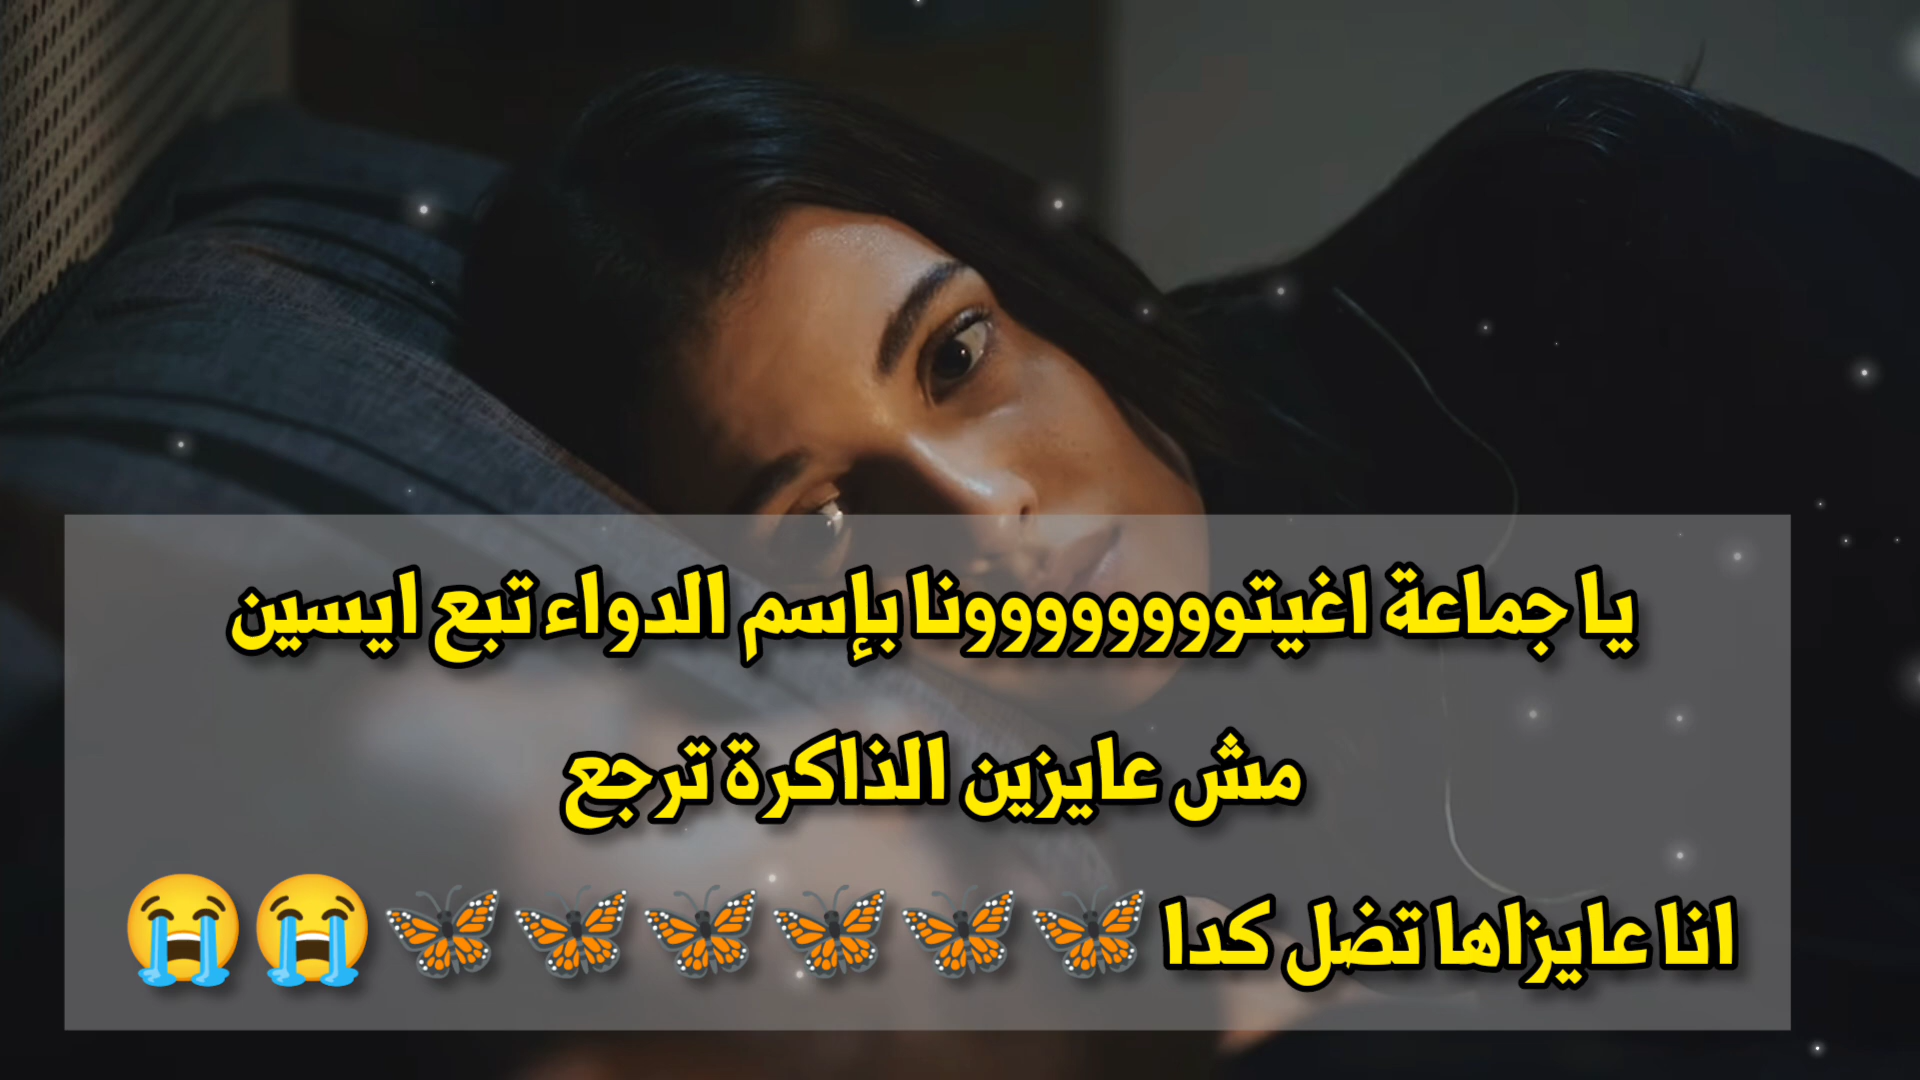 يا جماعة اغيتوووووووونا بإسم الدواء تبع ايسين
مش عايزين الذاكرة ترجع
انا عايزاها تضل كدا 🦋🦋🦋🦋🦋🦋😭😭